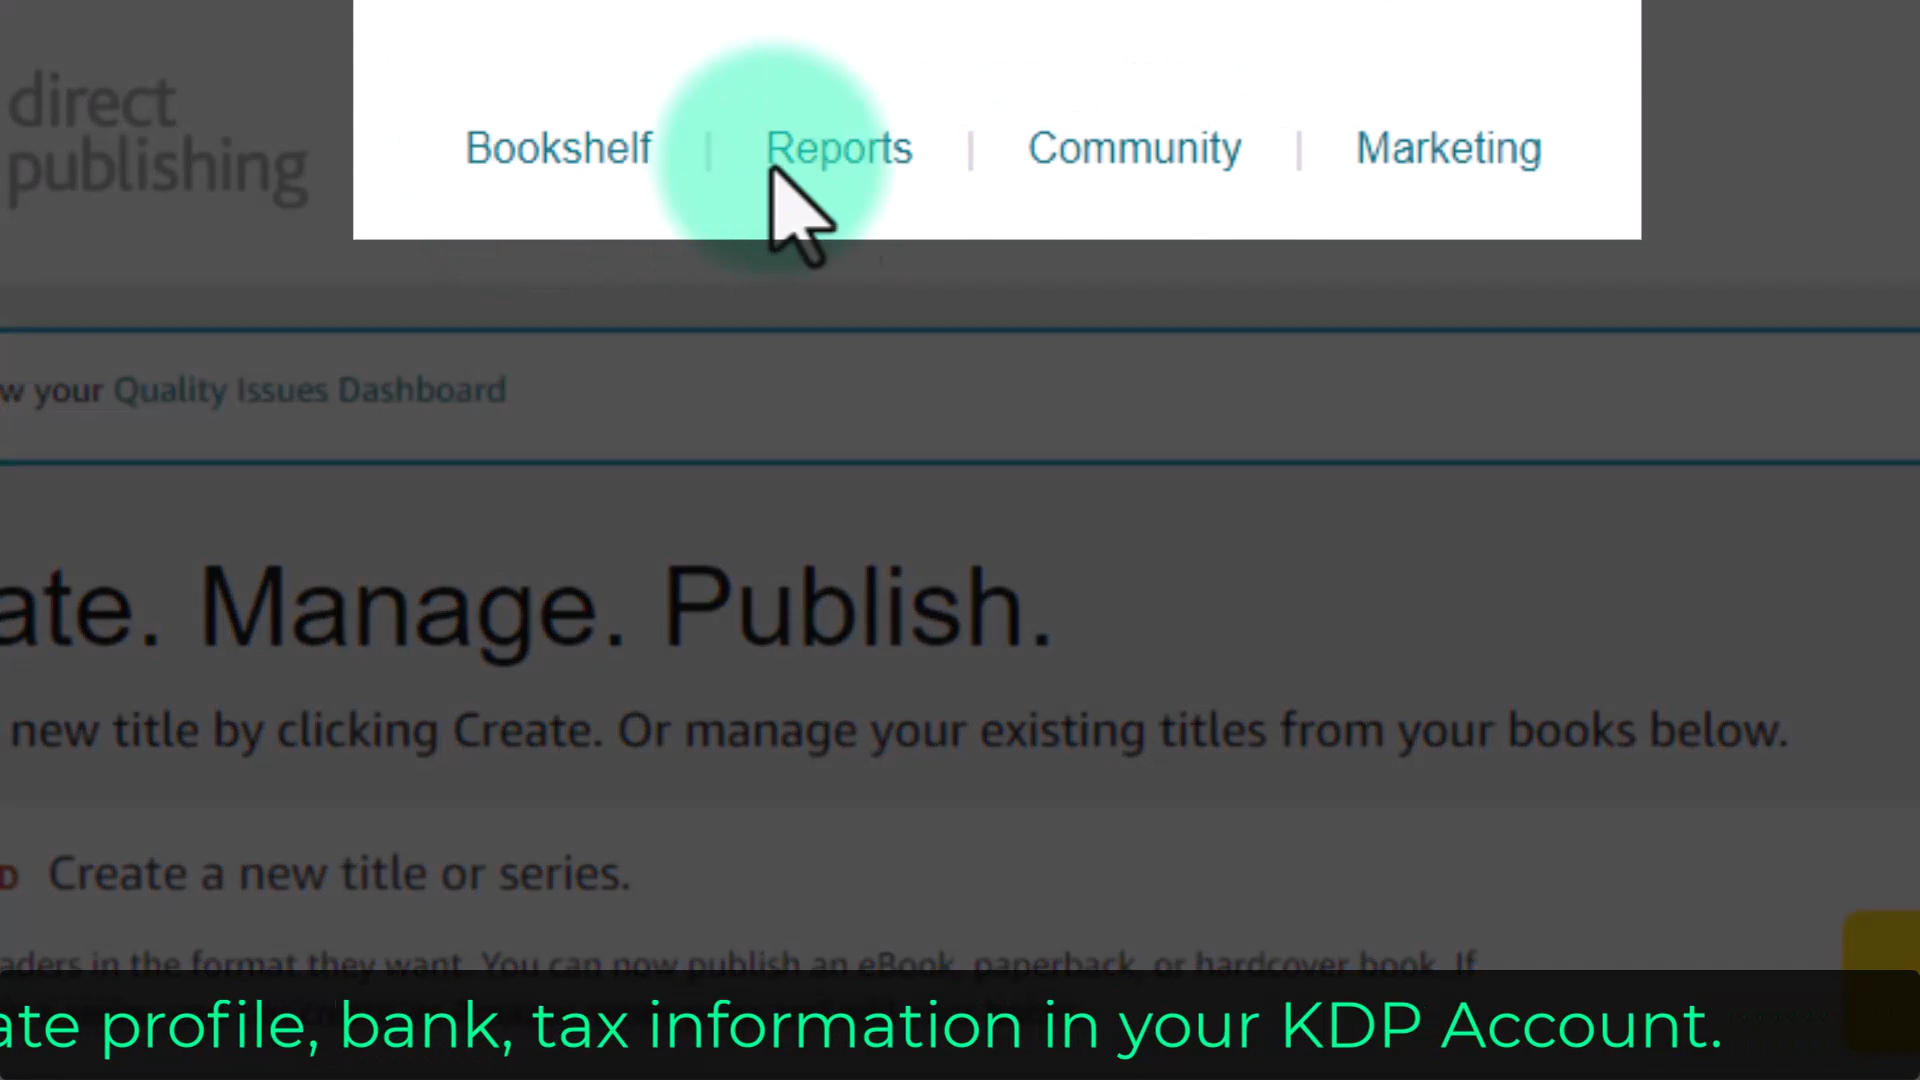 direct
publishing
Bookshelf | Reports | Community | Marketing
w your Quality Issues Dashboard
ate. Manage. Publish.
new title by clicking Create. Or manage your existing titles from your books below.
D Create a new title or series.
aders in the format they want. You can now publish an eBook, paperback, or hardcover book. If
ate profile, bank, tax information in your KDP Account.